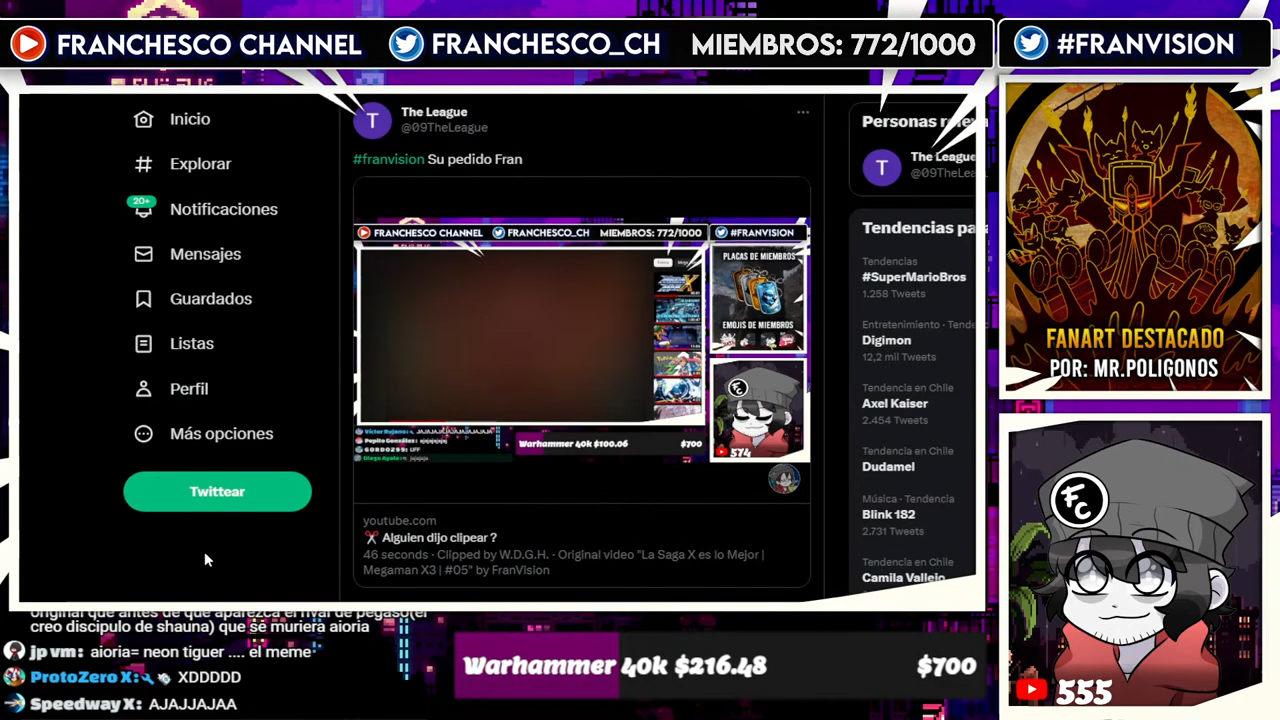 FRANCHESCO CHANNEL
FRANCHESCO_CH
MIEMBROS: 772/1000
#FRANVISION
Inicio
Explorar
20+
Notificaciones
Mensajes
Guardados
Listas
Perfil
Más opciones
Twittear
T
The League
@09TheLeague
#franvision Su pedido Fran
FRANCHESCO CHANNEL
FRANCHESCO_CH
MIEMBROS: 772/1000
#FRANVISION
PLACAS DE MIEMBROS
EMOJIS DE MIEMBROS
FC
574
Warhammer 40k $100.06
$700
youtube.com
✂️ Alguien dijo clipear ?
46 seconds · Clipped by W.D.G.H. · Original video "La Saga X es lo Mejor |
Megaman X3 | #05" by FranVision
Personas
T
The League
@09TheLea
Tendencias pa
Tendencias
#SuperMarioBros
1.258 Tweets
Entretenimiento · Tende
Digimon
12,2 mil Tweets
Tendencia en Chile
Axel Kaiser
2.454 Tweets
Tendencia en Chile
Dudamel
Música · Tendencia
Blink 182
2.731 Tweets
Tendencia en Chile
Camila Vallejo
FANART DESTACADO
POR: MR.POLIGONOS
FC
555
original que antes de que aparezca el rival de pegaso(el
creo discipulo de shauna) que se muriera aioria
jp vm: aioria= neon tiguer .... el meme
ProtoZero X: XDDDDD
Speedway X: AJAJJAJAA
Warhammer 40k $216.48
$700